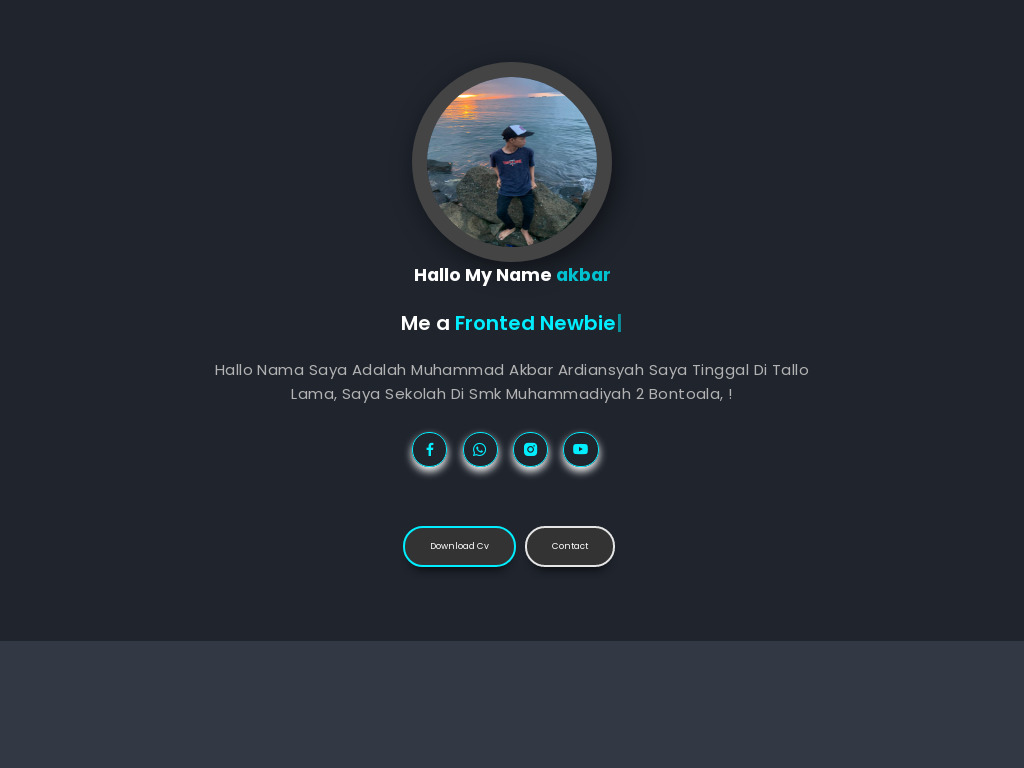 Hallo My Name akbar
Me a Fronted Newbie
Hallo Nama Saya Adalah Muhammad Akbar Ardiansyah Saya Tinggal Di Tallo
Lama, Saya Sekolah Di Smk Muhammadiyah 2 Bontoala, !
Download Cv
Contact